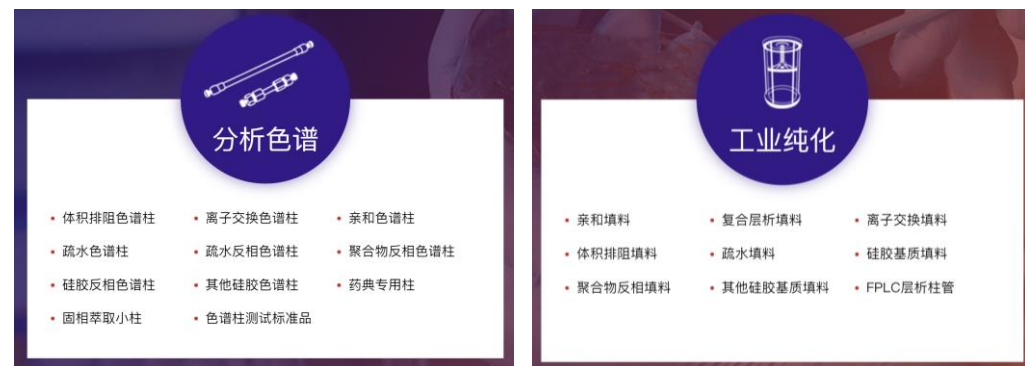 分析色谱
• 体积排阻色谱柱 • 离子交换色谱柱 • 亲和色谱柱
• 疏水色谱柱 • 疏水反相色谱柱 • 聚合物反相色谱柱
• 硅胶反相色谱柱 • 其他硅胶色谱柱 • 药典专用柱
• 固相萃取小柱 • 色谱柱测试标准品
工业纯化
• 亲和填料 • 复合层析填料 • 离子交换填料
• 体积排阻填料 • 疏水填料 • 硅胶基质填料
• 聚合物反相填料 • 其他硅胶基质填料 • FPLC层析柱管